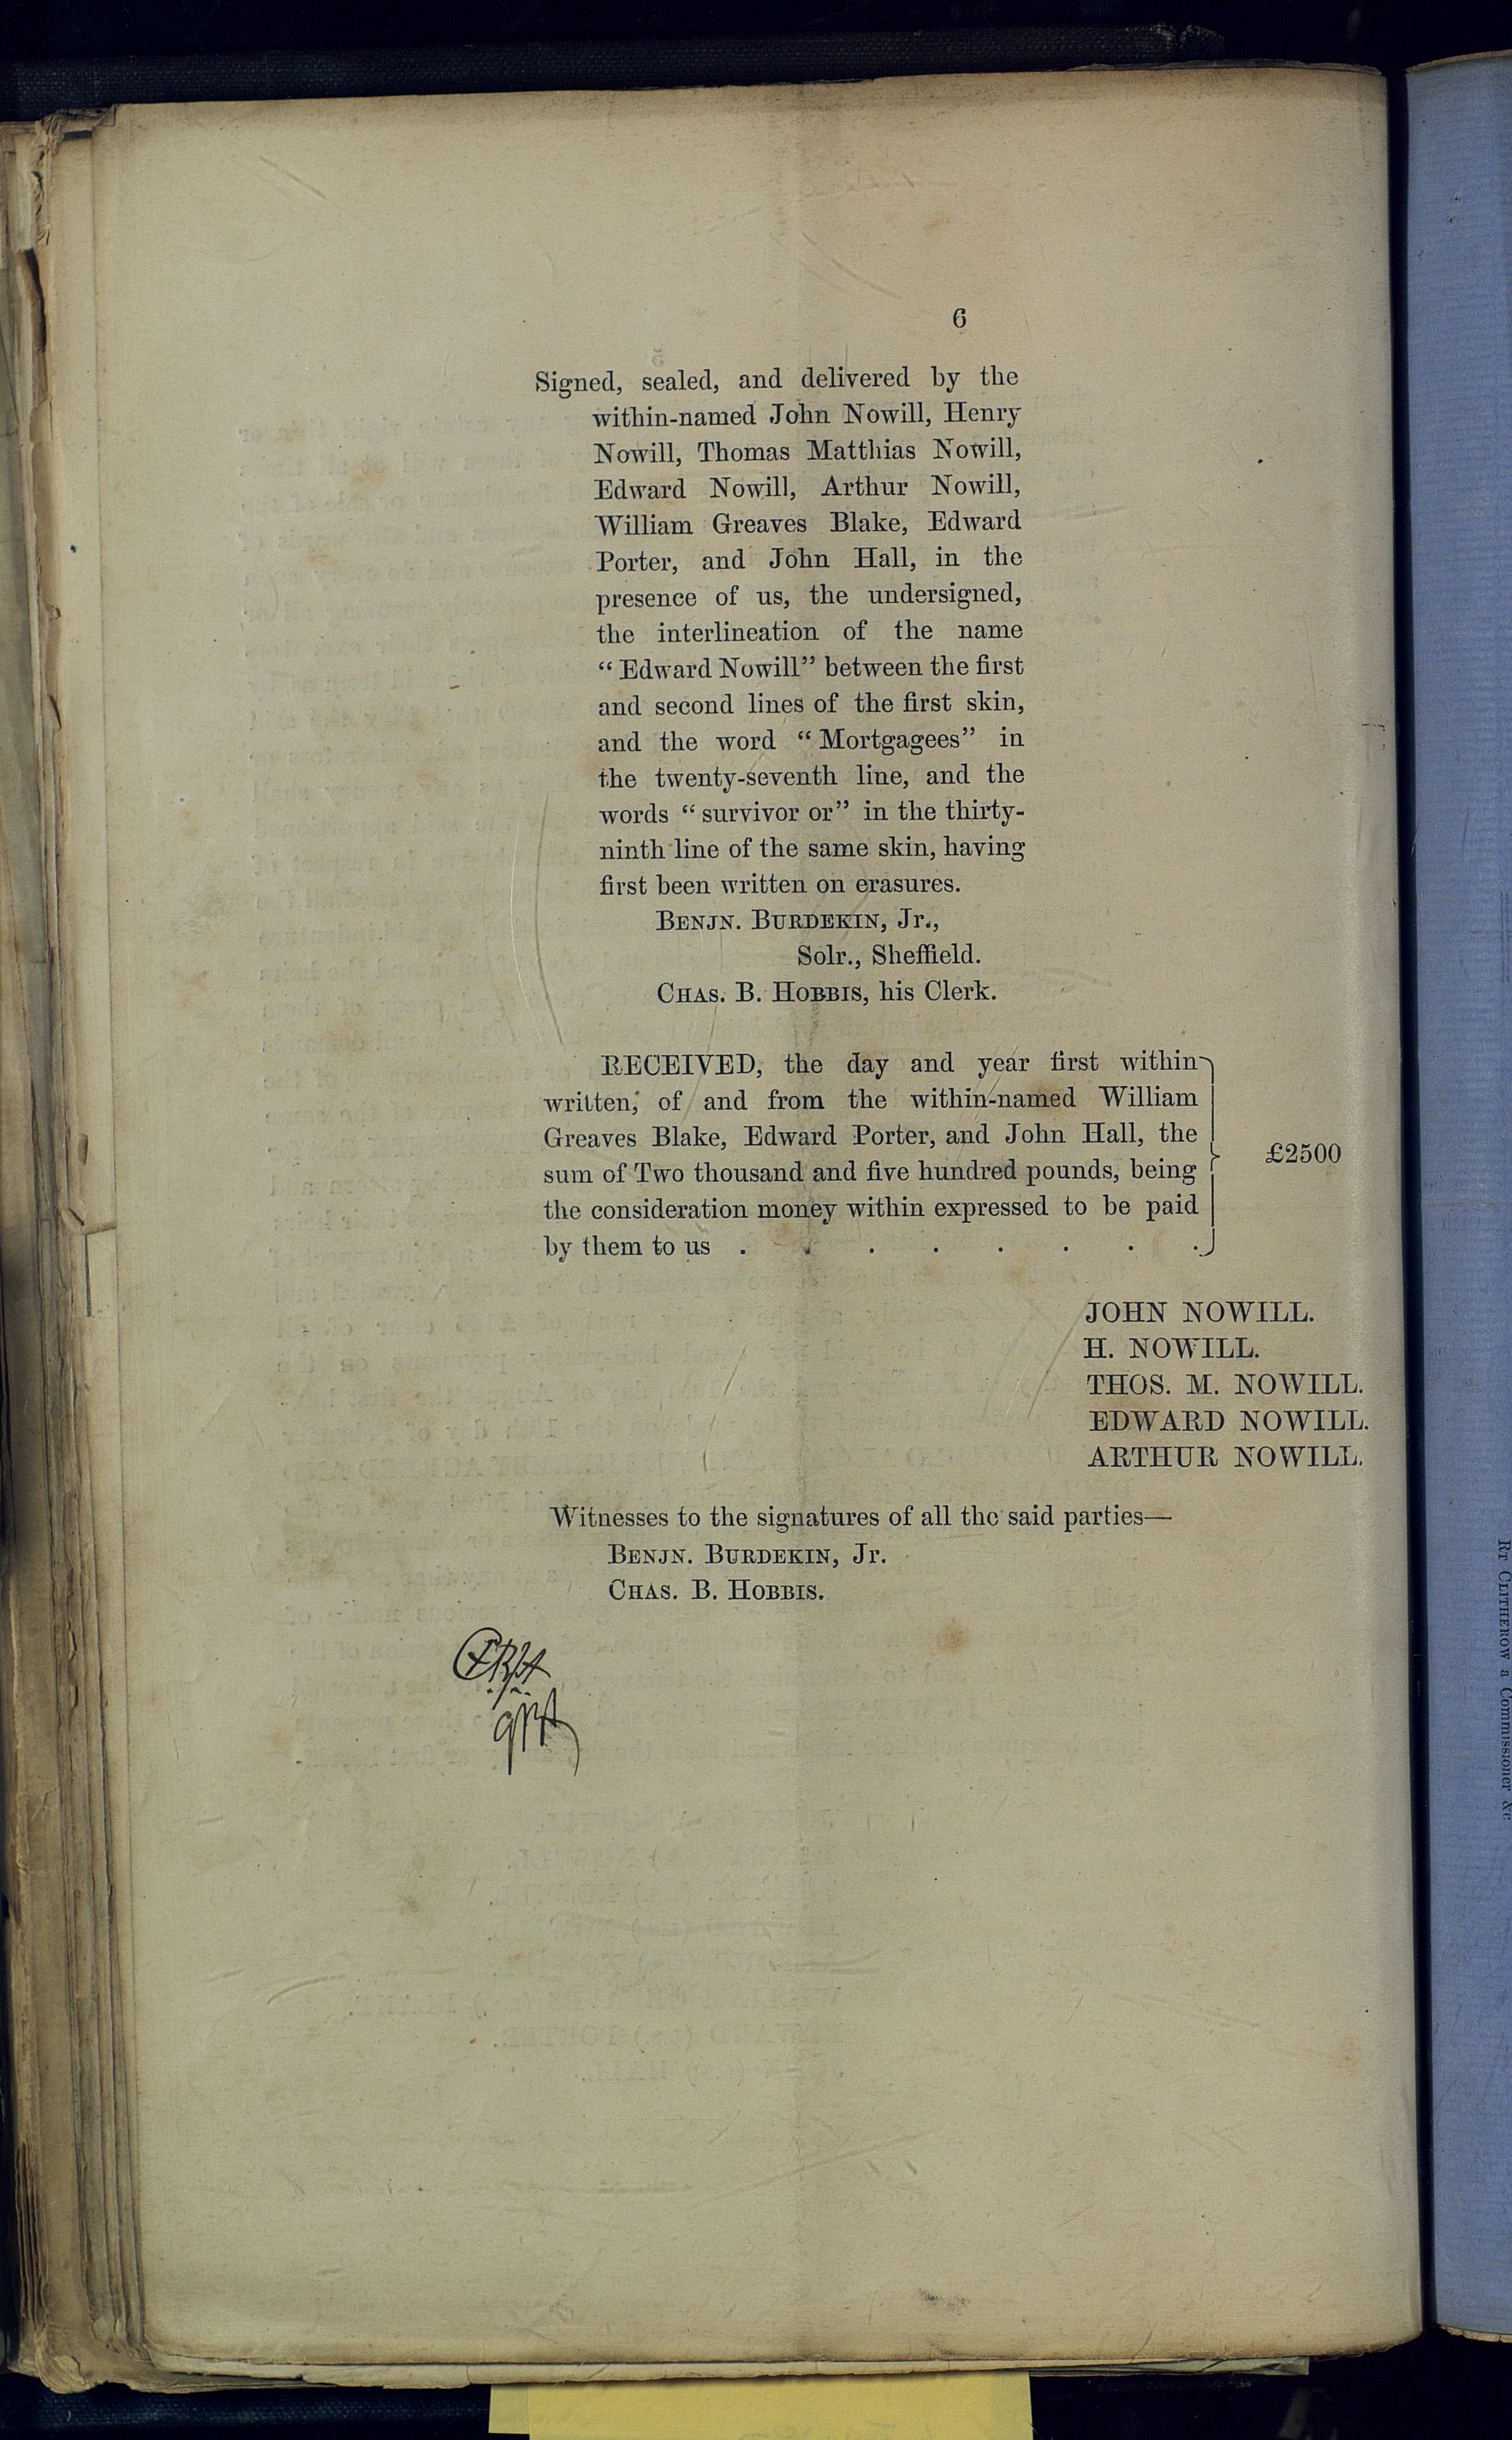 6
Signed, sealed, and delivered by the
within-named John Nowill, Henry
Nowill, Thomas Matthias Nowill,
Edward Nowill, Arthur Nowill,
William Greaves Blake, Edward
Porter, and John Hall, in the
presence of us, the undersigned,
the interlineation of the name
“Edward Nowill” between the first
and second lines of the first skin,
and the word “Mortgagees” in
the twenty-seventh line, and the
words “survivor or” in the thirty-
ninth line of the same skin, having
first been written on erasures.
BENJN. BURDEKIN, Jr.,
Solr., Sheffield.
CHAS. B. HOBBIS, his Clerk.
RECEIVED, the day and year first within
written, of and from the within-named William
Greaves Blake, Edward Porter, and John Hall, the
sum of Two thousand and five hundred pounds, being
the consideration money within expressed to be paid
by them to us . . . . . . . .
£2500
JOHN NOWILL.
H. NOWILL.
THOS. M. NOWILL.
EDWARD NOWILL.
ARTHUR NOWILL.
Witnesses to the signatures of all the said parties—
BENJN. BURDEKIN, Jr.
CHAS. B. HOBBIS.
RT CLITHEROW a Commissioner &c